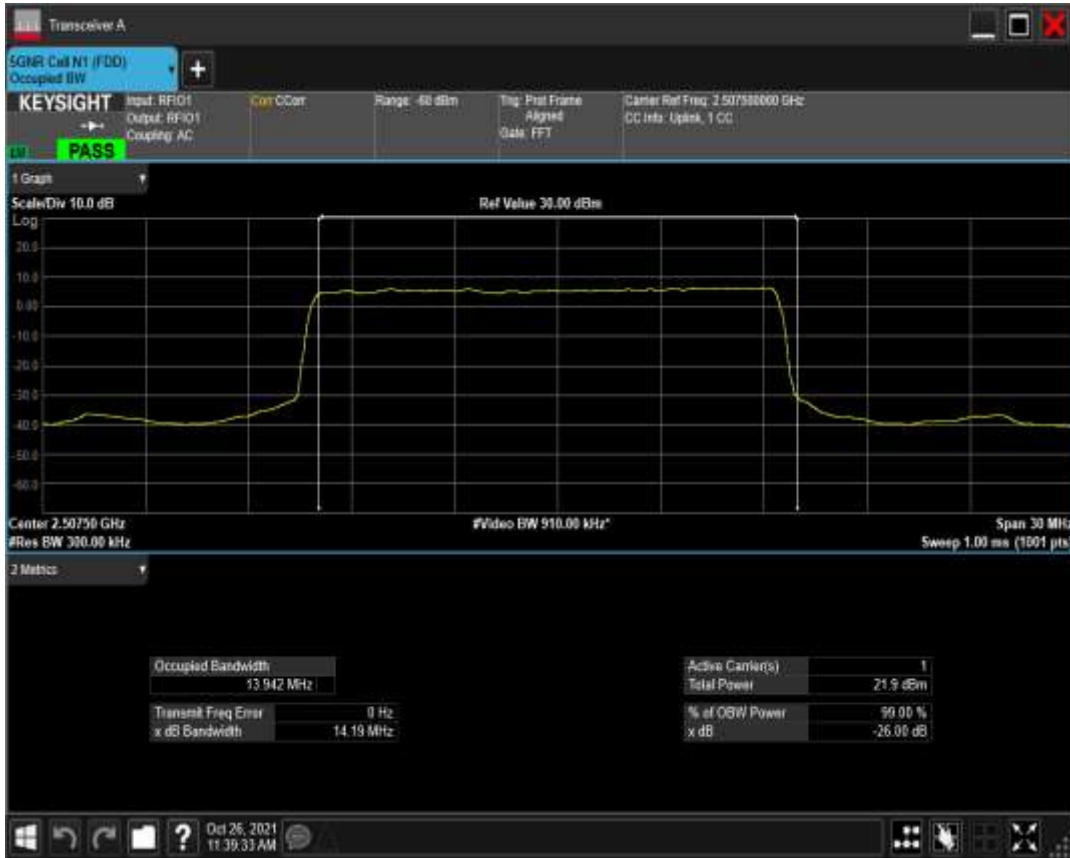 Transceiver A
5GNR Cell N1 (FDD)
Occupied BW
KEYSIGHT
Input: RFIO1
Output: RFIO1
Coupling: AC
Corr CCorr
Range: -60 dBm
Trig: Prot Frame
Aligned
Gate: FFT
Carrier Ref Freq: 2.507500000 GHz
CC Info: Uplink, 1 CC
PASS
1 Graph
Scale/Div 10.0 dB
Ref Value 30.00 dBm
Log
20.0
10.0
0.00
-10.0
-20.0
-30.0
-40.0
-50.0
-60.0
Center 2.50750 GHz
#Video BW 910.00 kHz*
Span 30 MHz
#Res BW 300.00 kHz
Sweep 1.00 ms (1001 pts)
2 Metrics
Occupied Bandwidth
13.942 MHz
Transmit Freq Error 0 Hz
x dB Bandwidth 14.19 MHz
Active Carrier(s) 1
Total Power 21.9 dBm
% of OBW Power 99.00 %
x dB -26.00 dB
?
Oct 26, 2021
11:39:33 AM